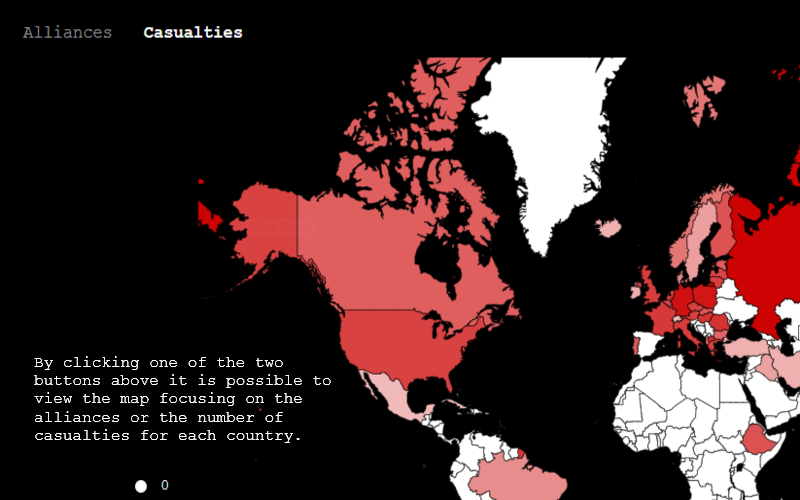 Alliances Casualties
By clicking one of the two
buttons above it is possible to
view the map focusing on the
alliances or the number of
casualties for each country.
0